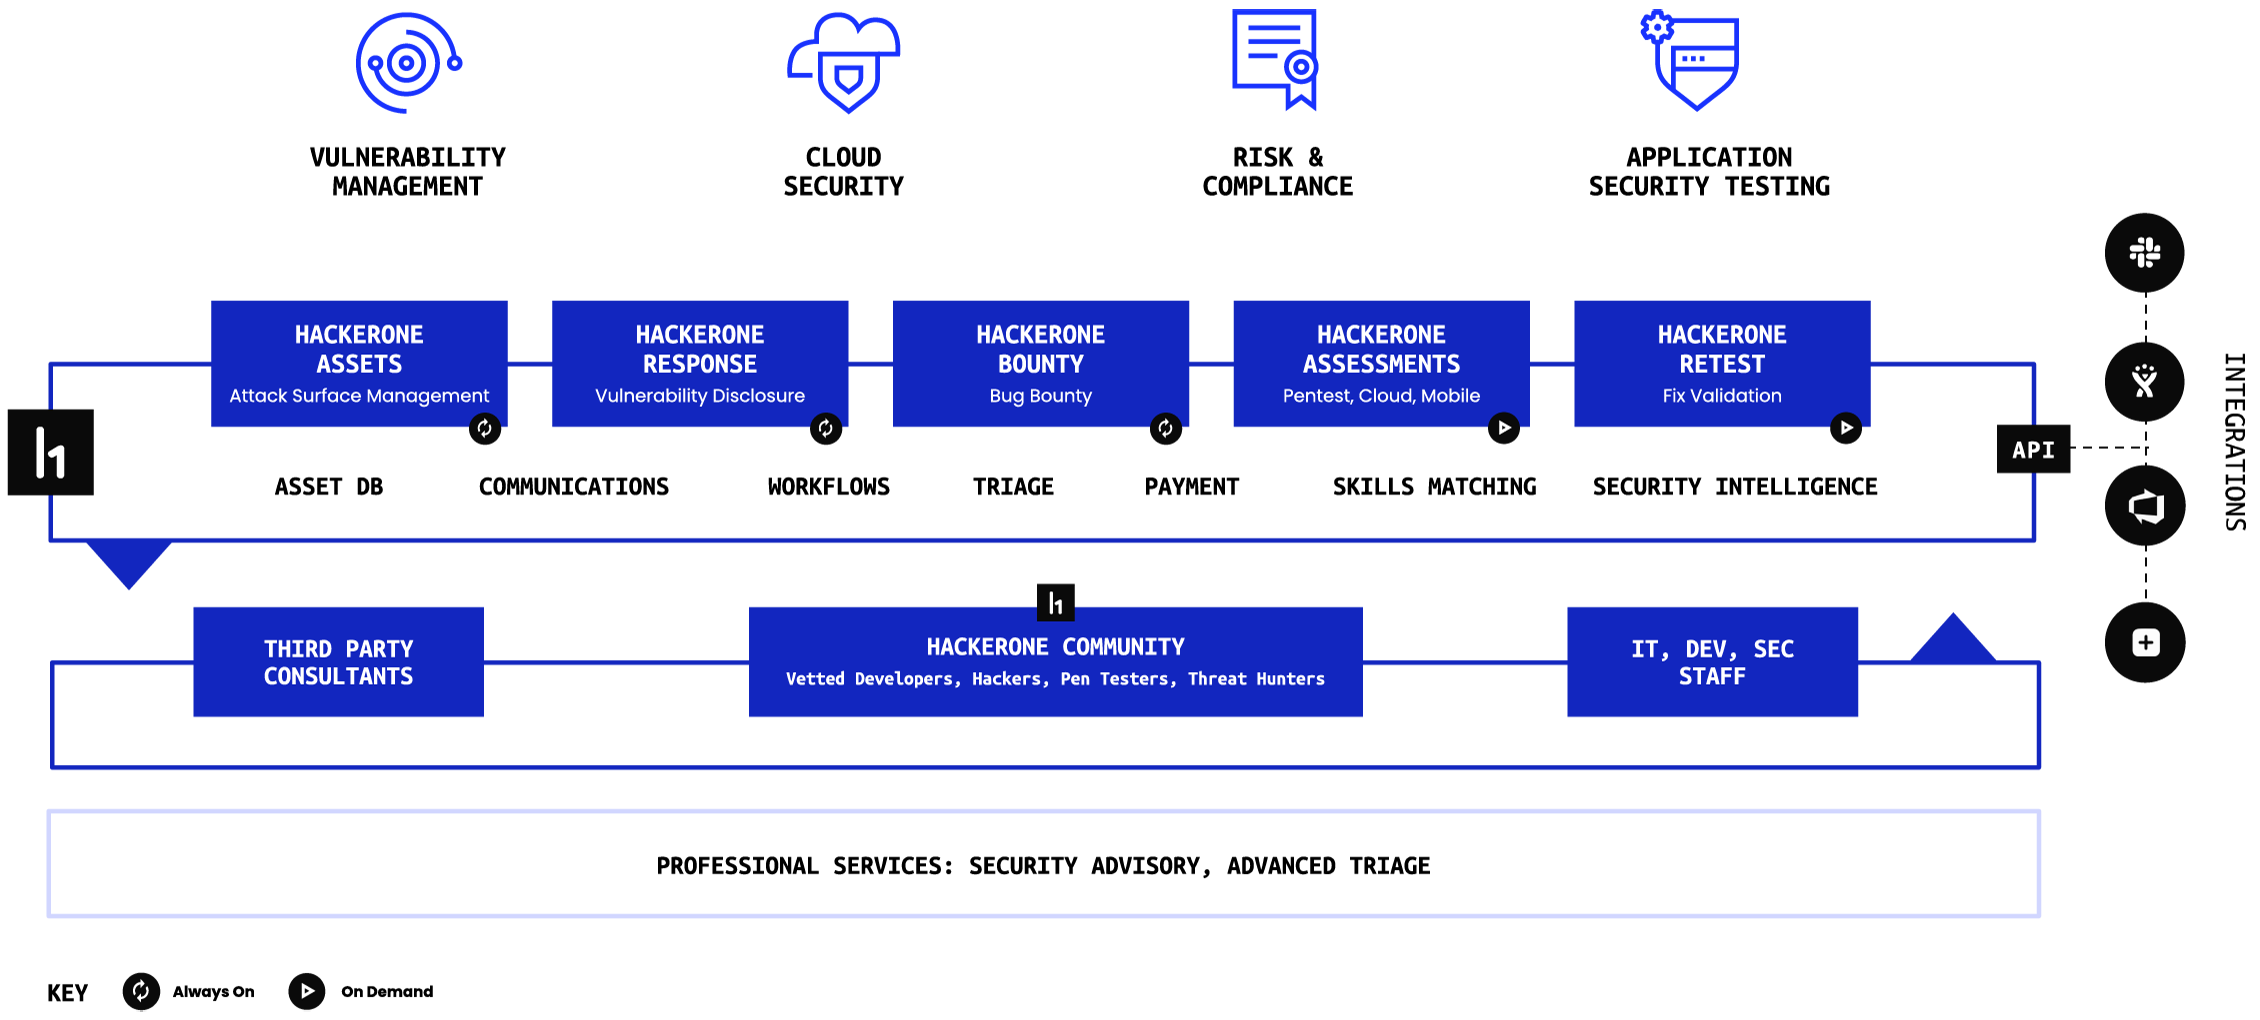 VULNERABILITY
MANAGEMENT
CLOUD
SECURITY
RISK &
COMPLIANCE
APPLICATION
SECURITY TESTING
HACKERONE
ASSETS
Attack Surface Management
HACKERONE
RESPONSE
Vulnerability Disclosure
HACKERONE
BOUNTY
Bug Bounty
HACKERONE
ASSESSMENTS
Pentest, Cloud, Mobile
HACKERONE
RETEST
Fix Validation
h1
ASSET DB
COMMUNICATIONS
WORKFLOWS
TRIAGE
PAYMENT
SKILLS MATCHING
SECURITY INTELLIGENCE
API
INTEGRATIONS
THIRD PARTY
CONSULTANTS
h1
HACKERONE COMMUNITY
Vetted Developers, Hackers, Pen Testers, Threat Hunters
IT, DEV, SEC
STAFF
PROFESSIONAL SERVICES: SECURITY ADVISORY, ADVANCED TRIAGE
KEY
Always On
On Demand